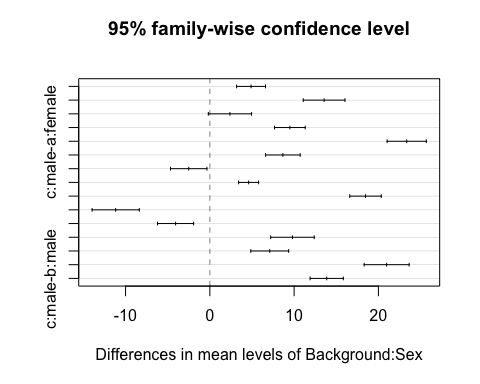 95% family-wise confidence level
c:male-a:female
c:male-b:male
-10 0 10 20
Differences in mean levels of Background:Sex